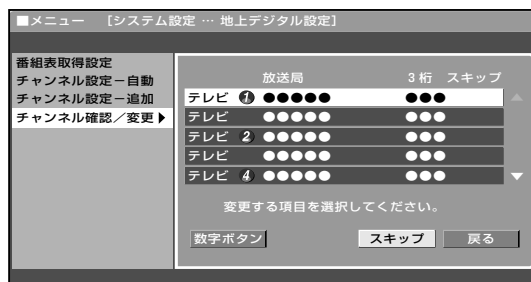 ■メニュー [システム設定 … 地上デジタル設定]
番組表取得設定
チャンネル設定－自動
チャンネル設定－追加
チャンネル確認／変更▶
放送局 3桁 スキップ
テレビ 1 ●●●●● ●●●
テレビ ●●●●● ●●●
テレビ 2 ●●●●● ●●●
テレビ ●●●●● ●●●
テレビ 4 ●●●●● ●●●
変更する項目を選択してください。
数字ボタン スキップ 戻る